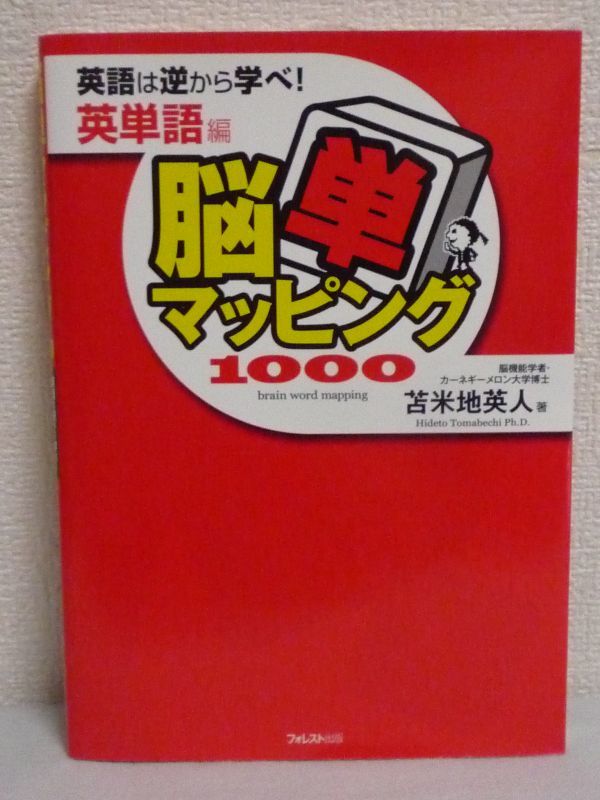 英語は逆から学べ!
英単語編
脳単
マッピング
1000
brain word mapping
脳機能学者・
カーネギーメロン大学博士
苫米地英人著
Hideto Tomabechi Ph.D.
フォレスト出版